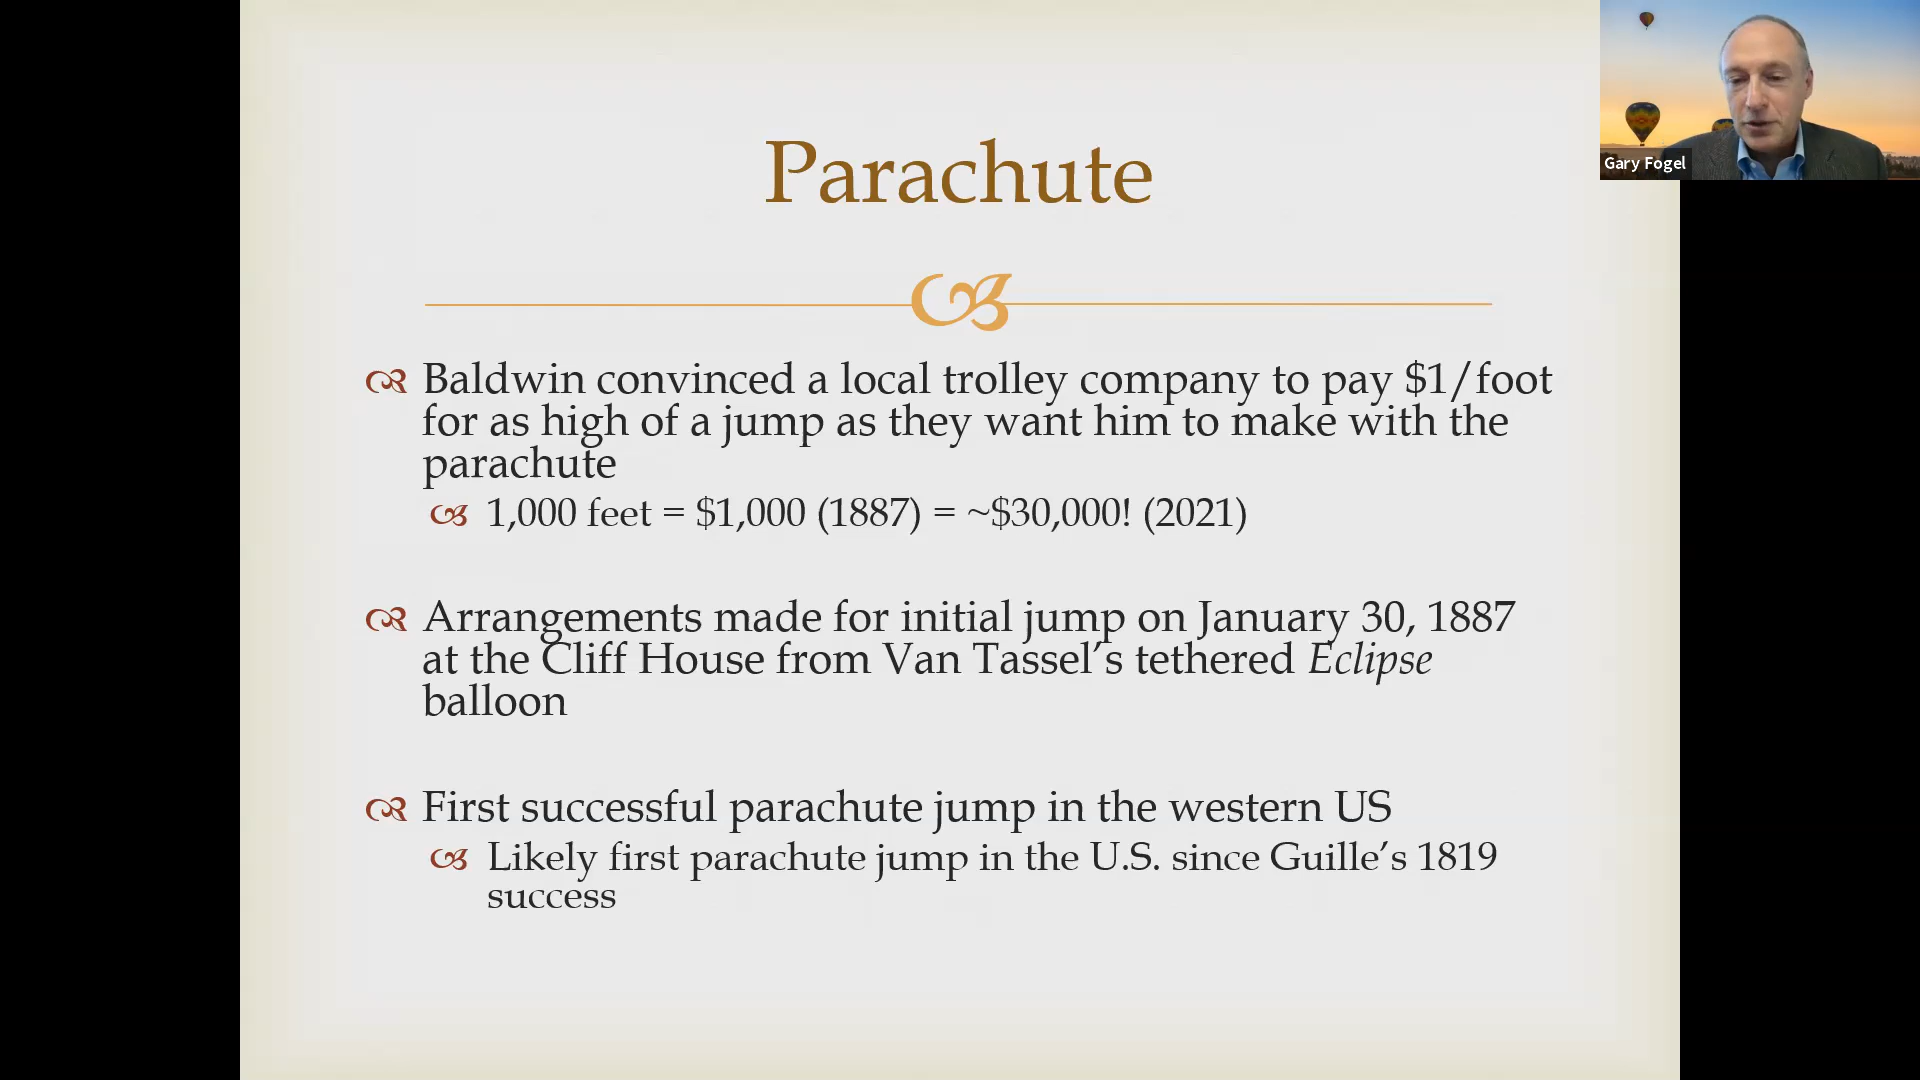 Parachute
Baldwin convinced a local trolley company to pay $1/foot
for as high of a jump as they want him to make with the
parachute
1,000 feet = $1,000 (1887) = ~$30,000! (2021)
Arrangements made for initial jump on January 30, 1887
at the Cliff House from Van Tassel’s tethered Eclipse
balloon
First successful parachute jump in the western US
Likely first parachute jump in the U.S. since Guille’s 1819
success
Gary Fogel